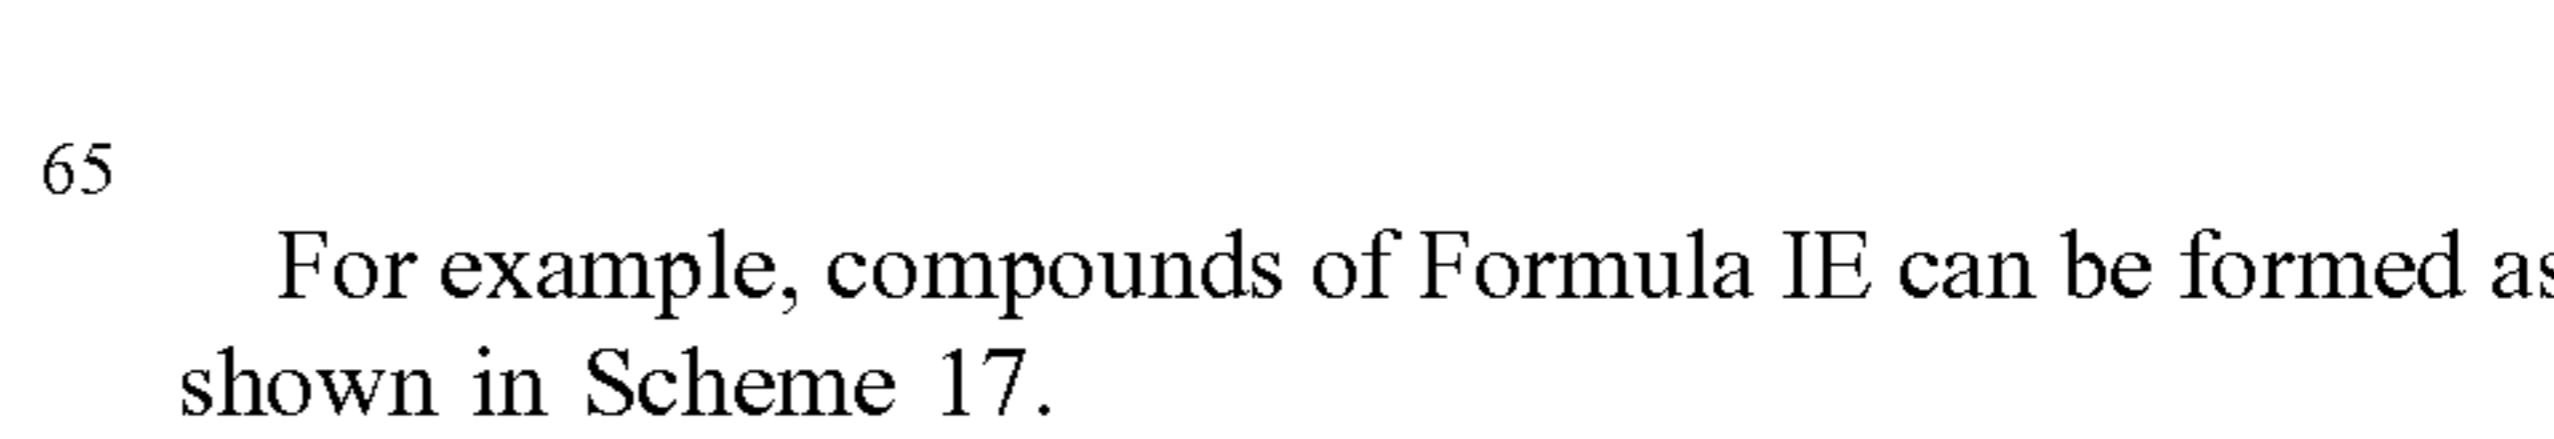 65
For example, compounds of Formula IE can be formed as
shown in Scheme 17.